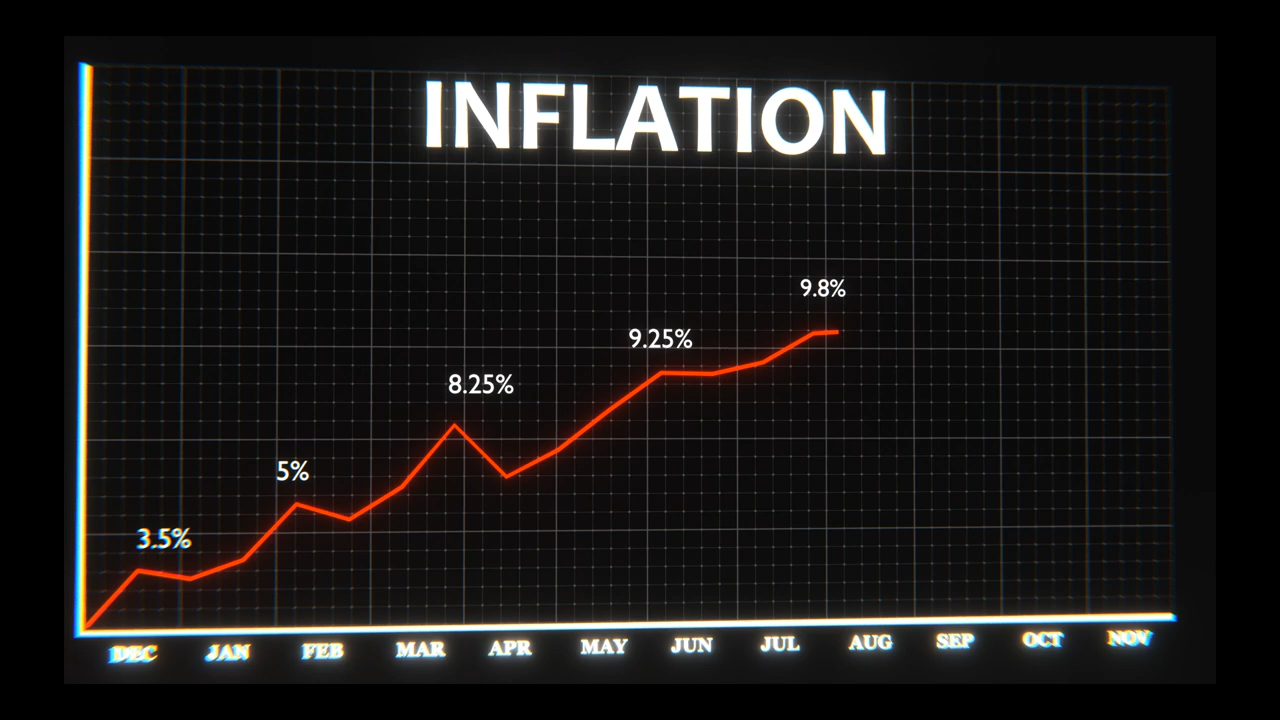 INFLATION
9.8%
9.25%
8.25%
5%
3.5%
DEC JAN FEB MAR APR MAY JUN JUL AUG SEP OCT NOV